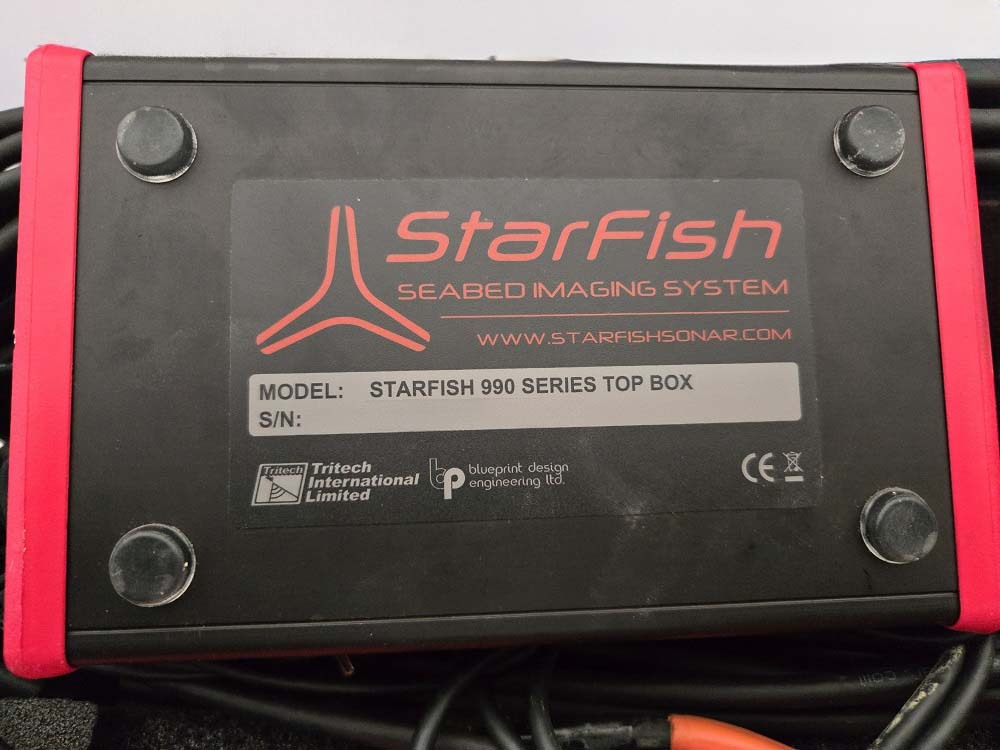 StarFish
SEABED IMAGING SYSTEM
WWW.STARFISHSONAR.COM
MODEL: STARFISH 990 SERIES TOP BOX
S/N:
Tritech
Tritech
International
Limited
bp
blueprint design
engineering ltd.
CE